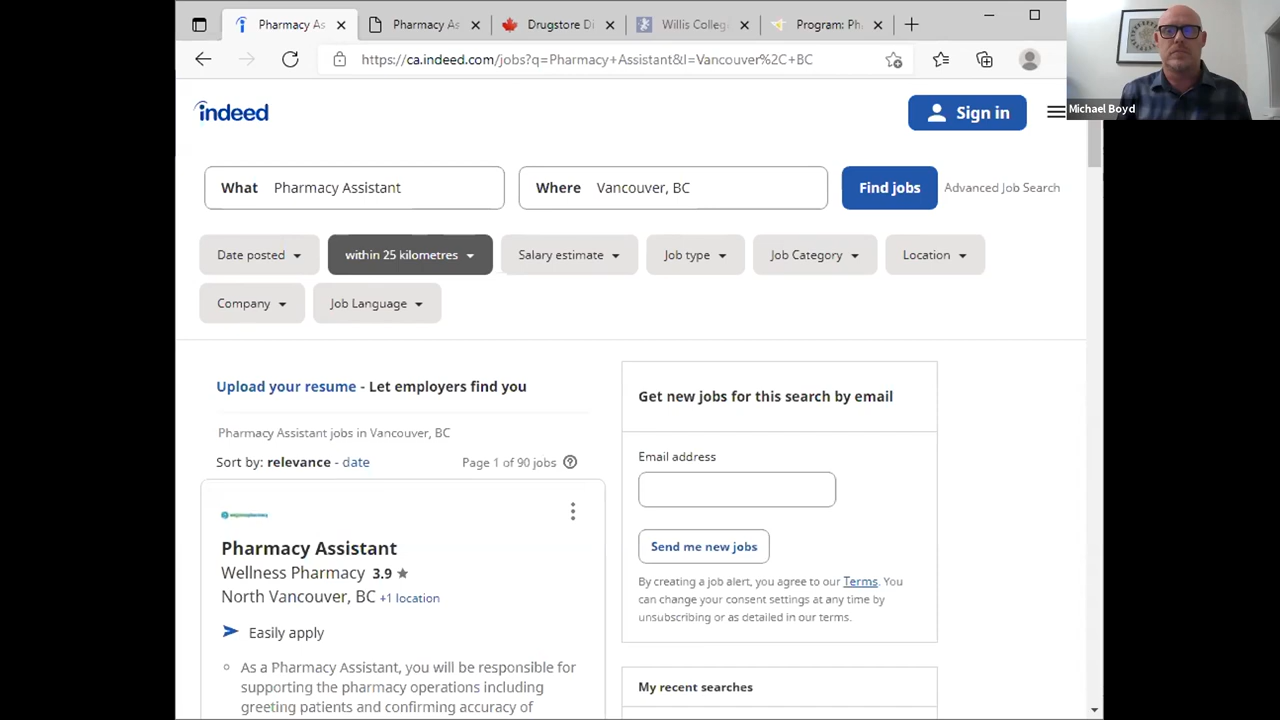 Pharmacy As
Pharmacy As
Drugstore Di
Willis Colleg
Program: Pha
https://ca.indeed.com/jobs?q=Pharmacy+Assistant&l=Vancouver%2C+BC
Michael Boyd
indeed
Sign in
What Pharmacy Assistant
Where Vancouver, BC
Find jobs
Advanced Job Search
Date posted
within 25 kilometres
Salary estimate
Job type
Job Category
Location
Company
Job Language
Upload your resume - Let employers find you
Pharmacy Assistant jobs in Vancouver, BC
Sort by: relevance - date
Page 1 of 90 jobs
Pharmacy Assistant
Wellness Pharmacy 3.9 ★
North Vancouver, BC +1 location
Easily apply
As a Pharmacy Assistant, you will be responsible for
supporting the pharmacy operations including
greeting patients and confirming accuracy of
Get new jobs for this search by email
Email address
Send me new jobs
By creating a job alert, you agree to our Terms. You
can change your consent settings at any time by
unsubscribing or as detailed in our terms.
My recent searches